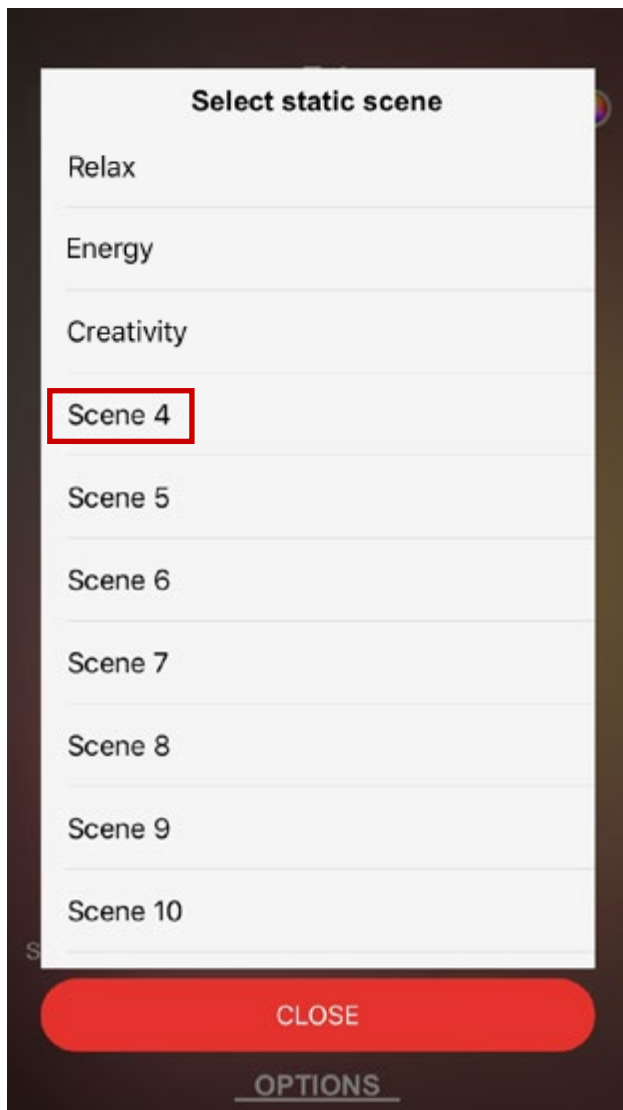 Select static scene
Relax
Energy
Creativity
Scene 4
Scene 5
Scene 6
Scene 7
Scene 8
Scene 9
Scene 10
S
CLOSE
OPTIONS